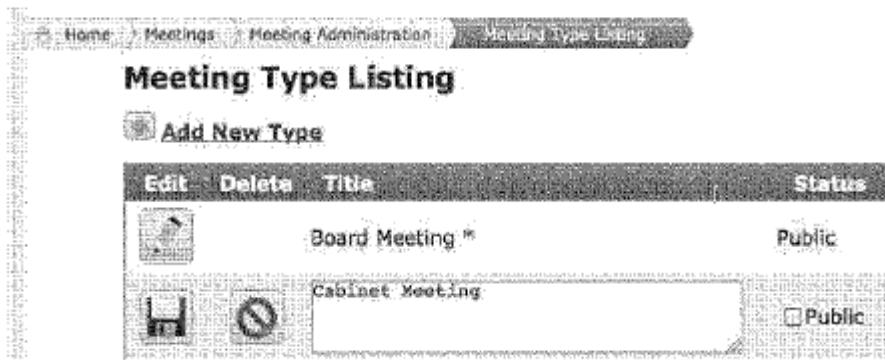 Home Meetings Meeting Administration Meeting Type Listing
Meeting Type Listing
Add New Type
Edit Delete Title Status
Board Meeting * Public
Cabinet Meeting Public